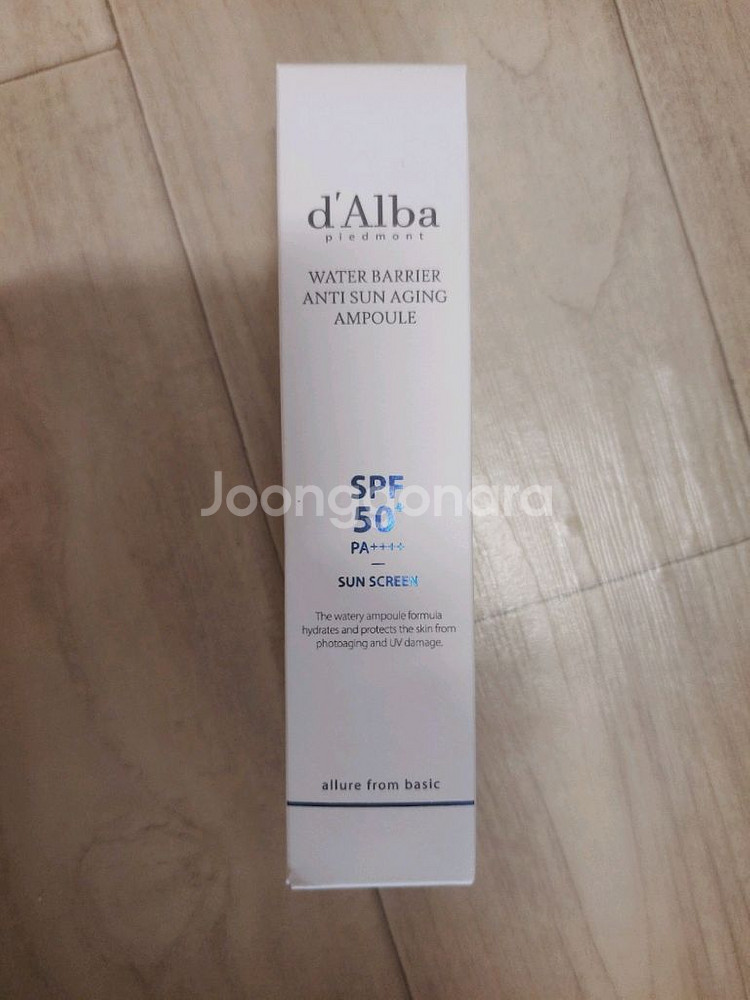 d'Alba
piedmont
WATER BARRIER
ANTI SUN AGING
AMPOULE
Joonggonara
SPF
50+
PA++++
SUN SCREEN
The watery ampoule formula
hydrates and protects the skin from
photoaging and UV damage.
allure from basic